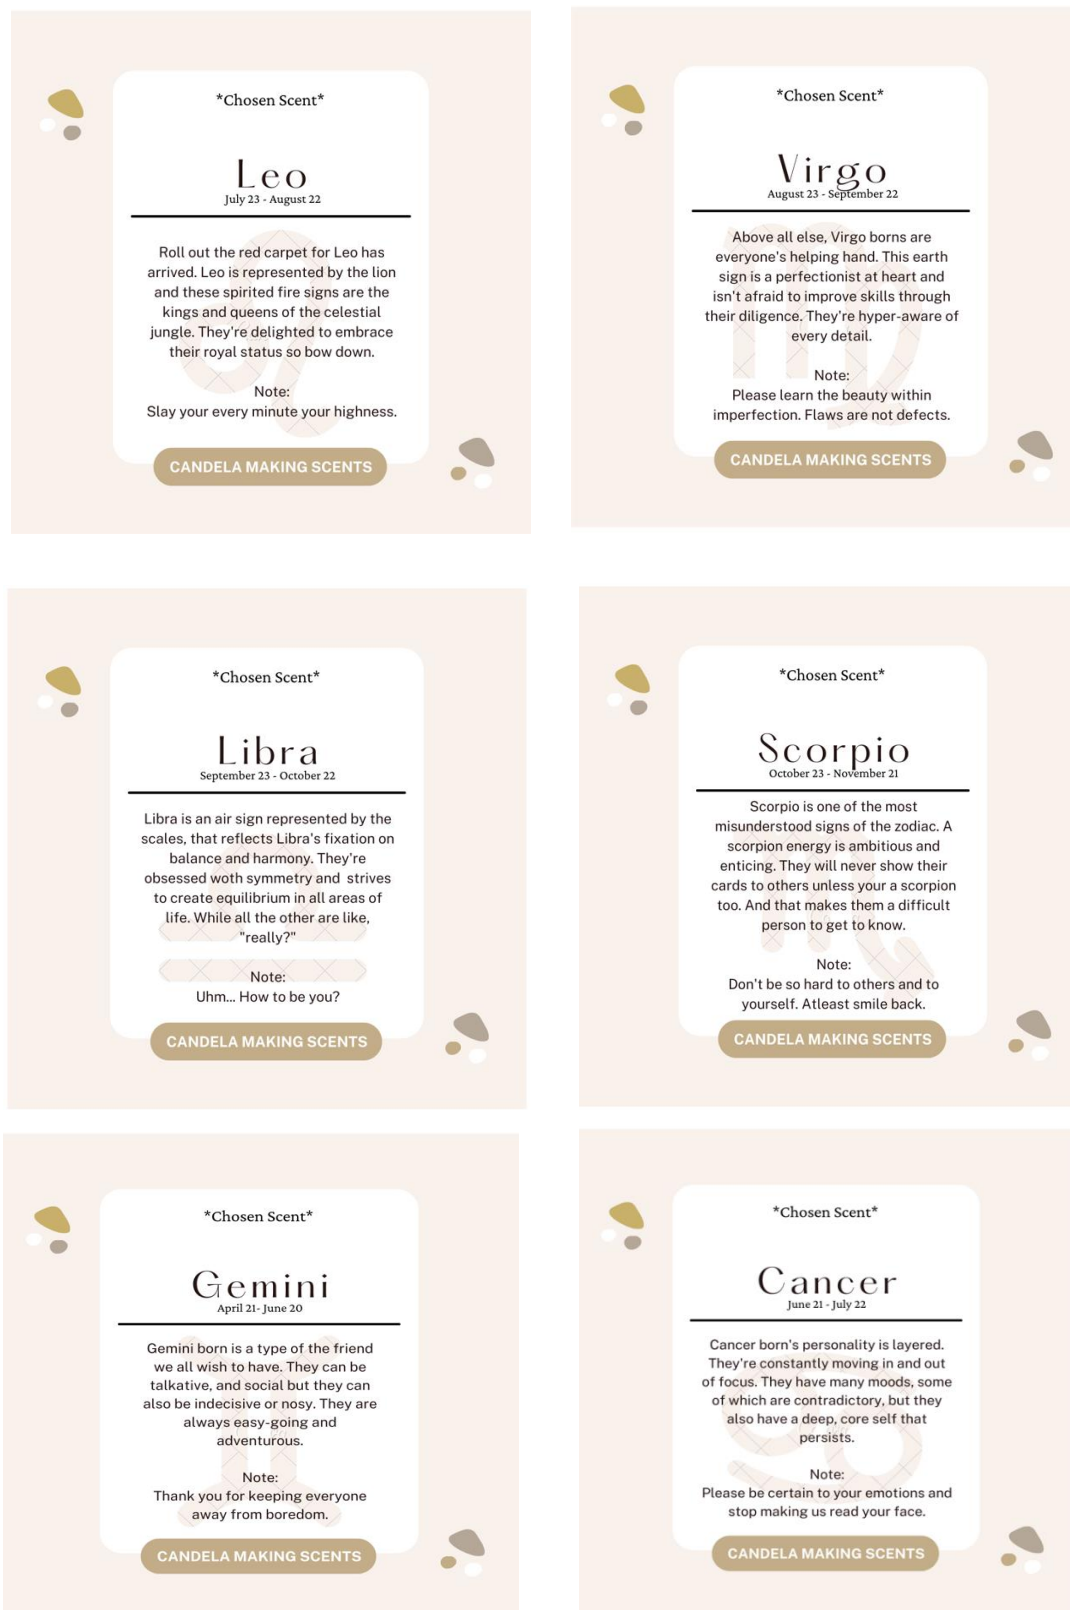 *Chosen Scent*
Leo
July 23 - August 22
Roll out the red carpet for Leo has
arrived. Leo is represented by the lion
and these spirited fire signs are the
kings and queens of the celestial
jungle. They're delighted to embrace
their royal status so bow down.
Note:
Slay your every minute your highness.
CANDELA MAKING SCENTS
*Chosen Scent*
Virgo
August 23 - September 22
Above all else, Virgo borns are
everyone's helping hand. This earth
sign is a perfectionist at heart and
isn't afraid to improve skills through
their diligence. They're hyper-aware of
every detail.
Note:
Please learn the beauty within
imperfection. Flaws are not defects.
CANDELA MAKING SCENTS
*Chosen Scent*
Libra
September 23 - October 22
Libra is an air sign represented by the
scales, that reflects Libra's fixation on
balance and harmony. They're
obsessed woth symmetry and strives
to create equilibrium in all areas of
life. While all the other are like,
"really?"
Note:
Uhm... How to be you?
CANDELA MAKING SCENTS
*Chosen Scent*
Scorpio
October 23 - November 21
Scorpio is one of the most
misunderstood signs of the zodiac. A
scorpion energy is ambitious and
enticing. They will never show their
cards to others unless your a scorpion
too. And that makes them a difficult
person to get to know.
Note:
Don't be so hard to others and to
yourself. Atleast smile back.
CANDELA MAKING SCENTS
*Chosen Scent*
Gemini
April 21- June 20
Gemini born is a type of the friend
we all wish to have. They can be
talkative, and social but they can
also be indecisive or nosy. They are
always easy-going and
adventurous.
Note:
Thank you for keeping everyone
away from boredom.
CANDELA MAKING SCENTS
*Chosen Scent*
Cancer
June 21 - July 22
Cancer born's personality is layered.
They're constantly moving in and out
of focus. They have many moods, some
of which are contradictory, but they
also have a deep, core self that
persists.
Note:
Please be certain to your emotions and
stop making us read your face.
CANDELA MAKING SCENTS